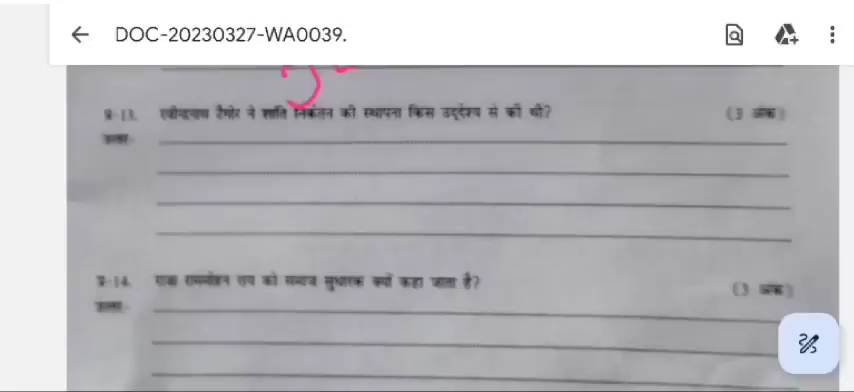 DOC-20230327-WA0039.
प्र-13. रवीन्द्रनाथ टैगोर ने शांति निकेतन की स्थापना किस उद्देश्य से की थी? (3 अंक)
उत्तर-
प्र-14. राजा राममोहन राय को समाज सुधारक क्यों कहा जाता है? (3 अंक)
उत्तर-